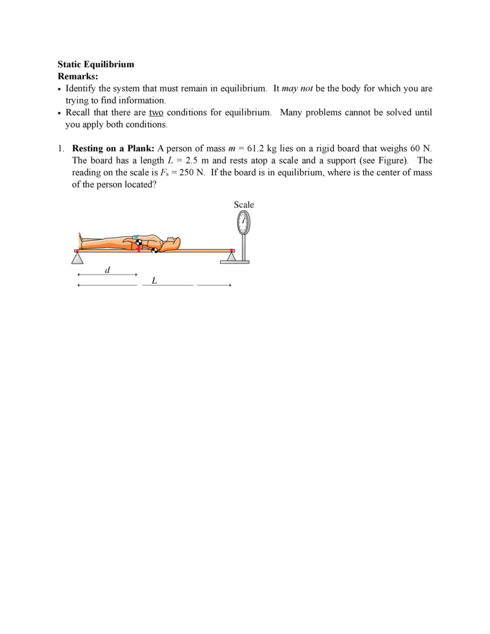 Static Equilibrium
Remarks:
• Identify the system that must remain in equilibrium. It may not be the body for which you are
trying to find information.
• Recall that there are two conditions for equilibrium. Many problems cannot be solved until
you apply both conditions.
1. Resting on a Plank: A person of mass m = 61.2 kg lies on a rigid board that weighs 60 N.
The board has a length L = 2.5 m and rests atop a scale and a support (see Figure). The
reading on the scale is Fs = 250 N. If the board is in equilibrium, where is the center of mass
of the person located?
Scale
d
L